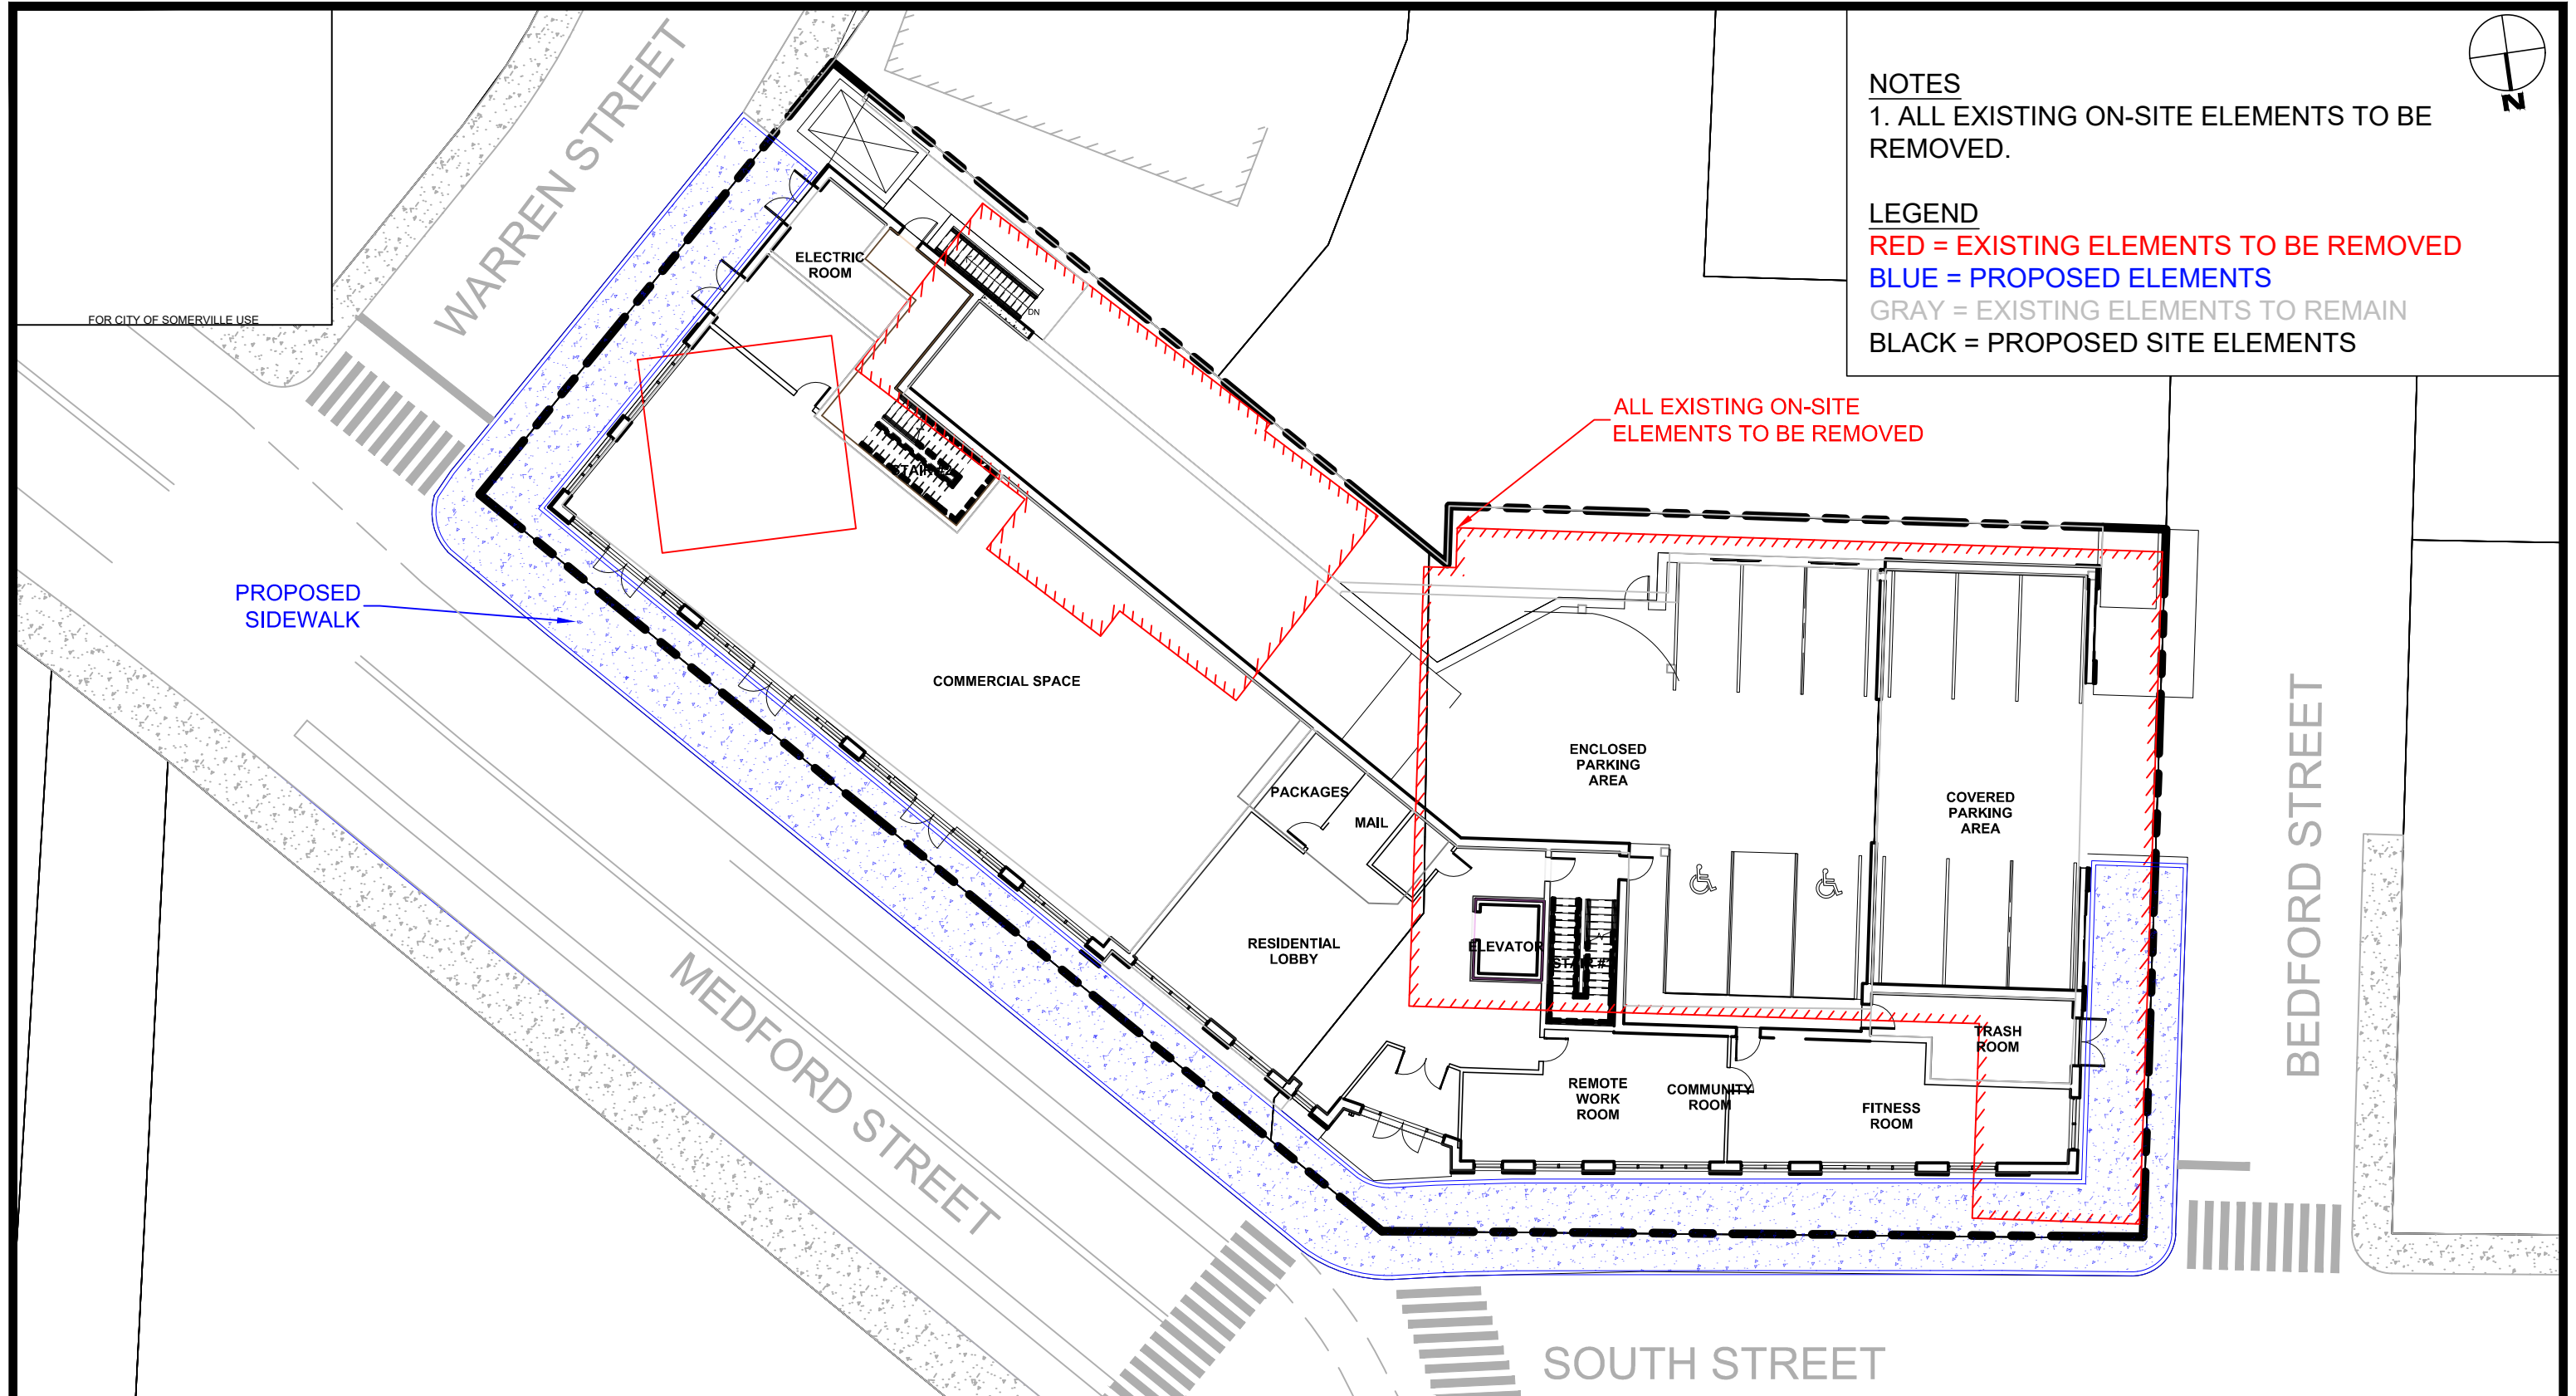 NOTES
1. ALL EXISTING ON-SITE ELEMENTS TO BE
REMOVED.
LEGEND
RED = EXISTING ELEMENTS TO BE REMOVED
BLUE = PROPOSED ELEMENTS
GRAY = EXISTING ELEMENTS TO REMAIN
BLACK = PROPOSED SITE ELEMENTS
N
FOR CITY OF SOMERVILLE USE
WARREN STREET
ELECTRIC
ROOM
DN
STAIR #2
ALL EXISTING ON-SITE
ELEMENTS TO BE REMOVED
PROPOSED
SIDEWALK
COMMERCIAL SPACE
PACKAGES
MAIL
ENCLOSED
PARKING
AREA
COVERED
PARKING
AREA
RESIDENTIAL
LOBBY
ELEVATOR
REMOTE
WORK
ROOM
COMMUNITY
ROOM
FITNESS
ROOM
TRASH
ROOM
BEDFORD STREET
MEDFORD STREET
SOUTH STREET